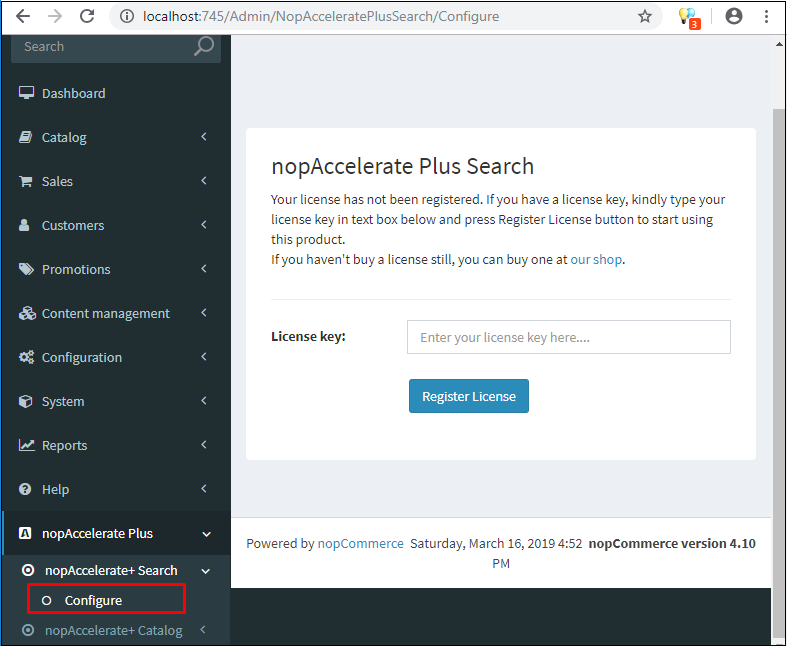 localhost:745/Admin/NopAcceleratePlusSearch/Configure
3
Search
Dashboard
Catalog
Sales
Customers
Promotions
Content management
Configuration
System
Reports
Help
nopAccelerate Plus
nopAccelerate+ Search
Configure
nopAccelerate+ Catalog
nopAccelerate Plus Search
Your license has not been registered. If you have a license key, kindly type your
license key in text box below and press Register License button to start using
this product.
If you haven't buy a license still, you can buy one at our shop.
License key:
Enter your license key here....
Register License
Powered by nopCommerce Saturday, March 16, 2019 4:52 nopCommerce version 4.10
PM